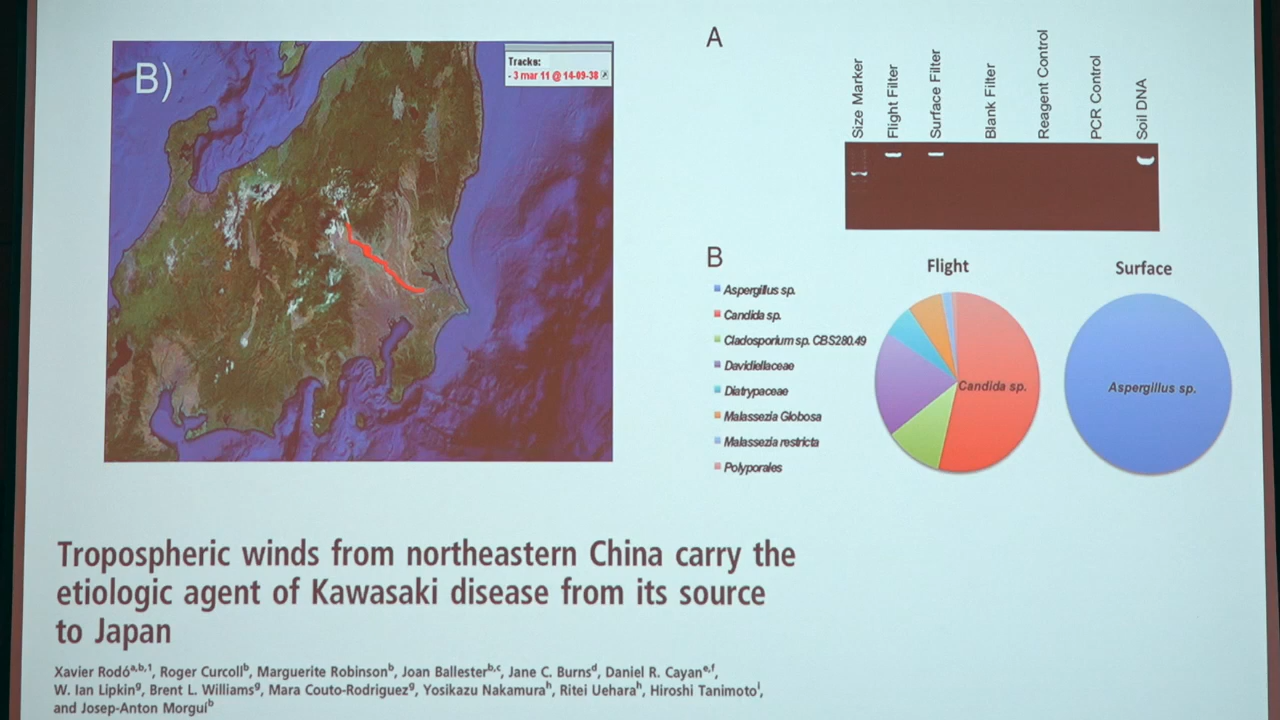 B)
Tracks:
- 3 mar 11 @ 14-09-38
A
Size Marker
Flight Filter
Surface Filter
Blank Filter
Reagent Control
PCR Control
Soil DNA
B
Flight
Surface
Aspergillus sp.
Candida sp.
Cladosporium sp. CBS280.49
Davidiellaceae
Diatrypaceae
Malassezia Globosa
Malassezia restricta
Polyporales
Candida sp.
Aspergillus sp.
Tropospheric winds from northeastern China carry the
etiologic agent of Kawasaki disease from its source
to Japan
Xavier Rodóa,b,1, Roger Curcollb, Marguerite Robinsonb, Joan Ballesterb,c, Jane C. Burnsd, Daniel R. Cayane,f,
W. Ian Lipking, Brent L. Williamsg, Mara Couto-Rodriguezg, Yosikazu Nakamurah, Ritei Ueharah, Hiroshi Tanimotoi,
and Josep-Anton Morguíb